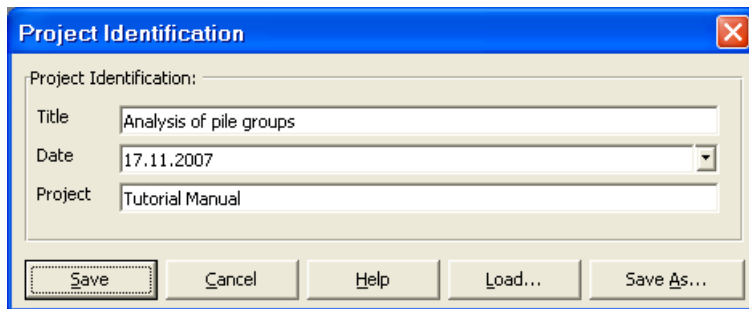 Project Identification
Project Identification:
Title Analysis of pile groups
Date 17.11.2007
Project Tutorial Manual
Save Cancel Help Load... Save As...